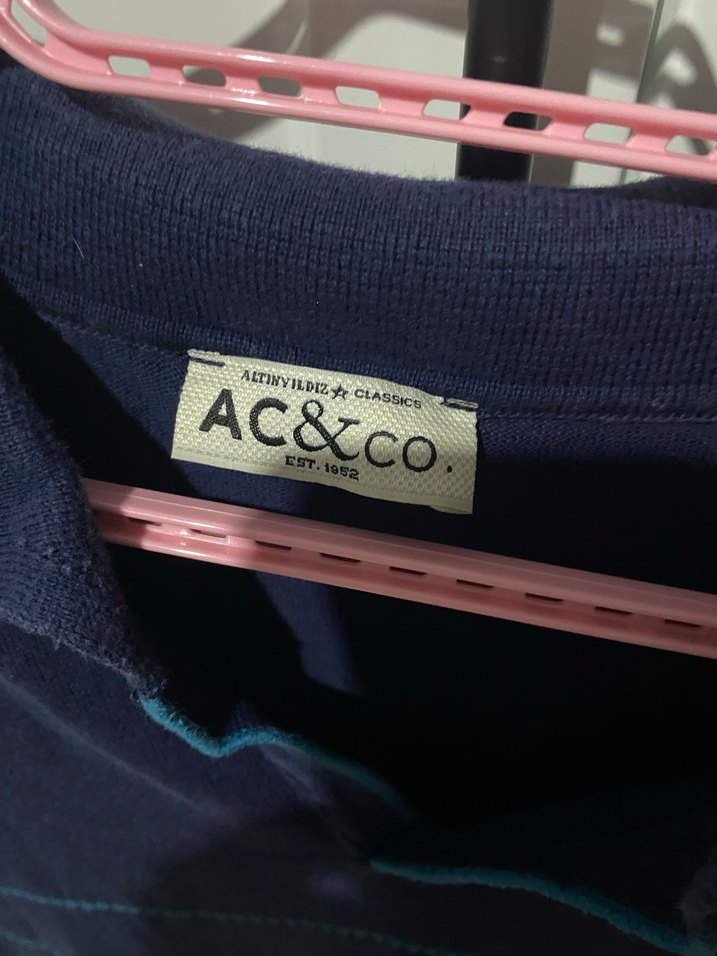 ALTINYILDIZ CLASSICS
AC&CO.
EST. 1952